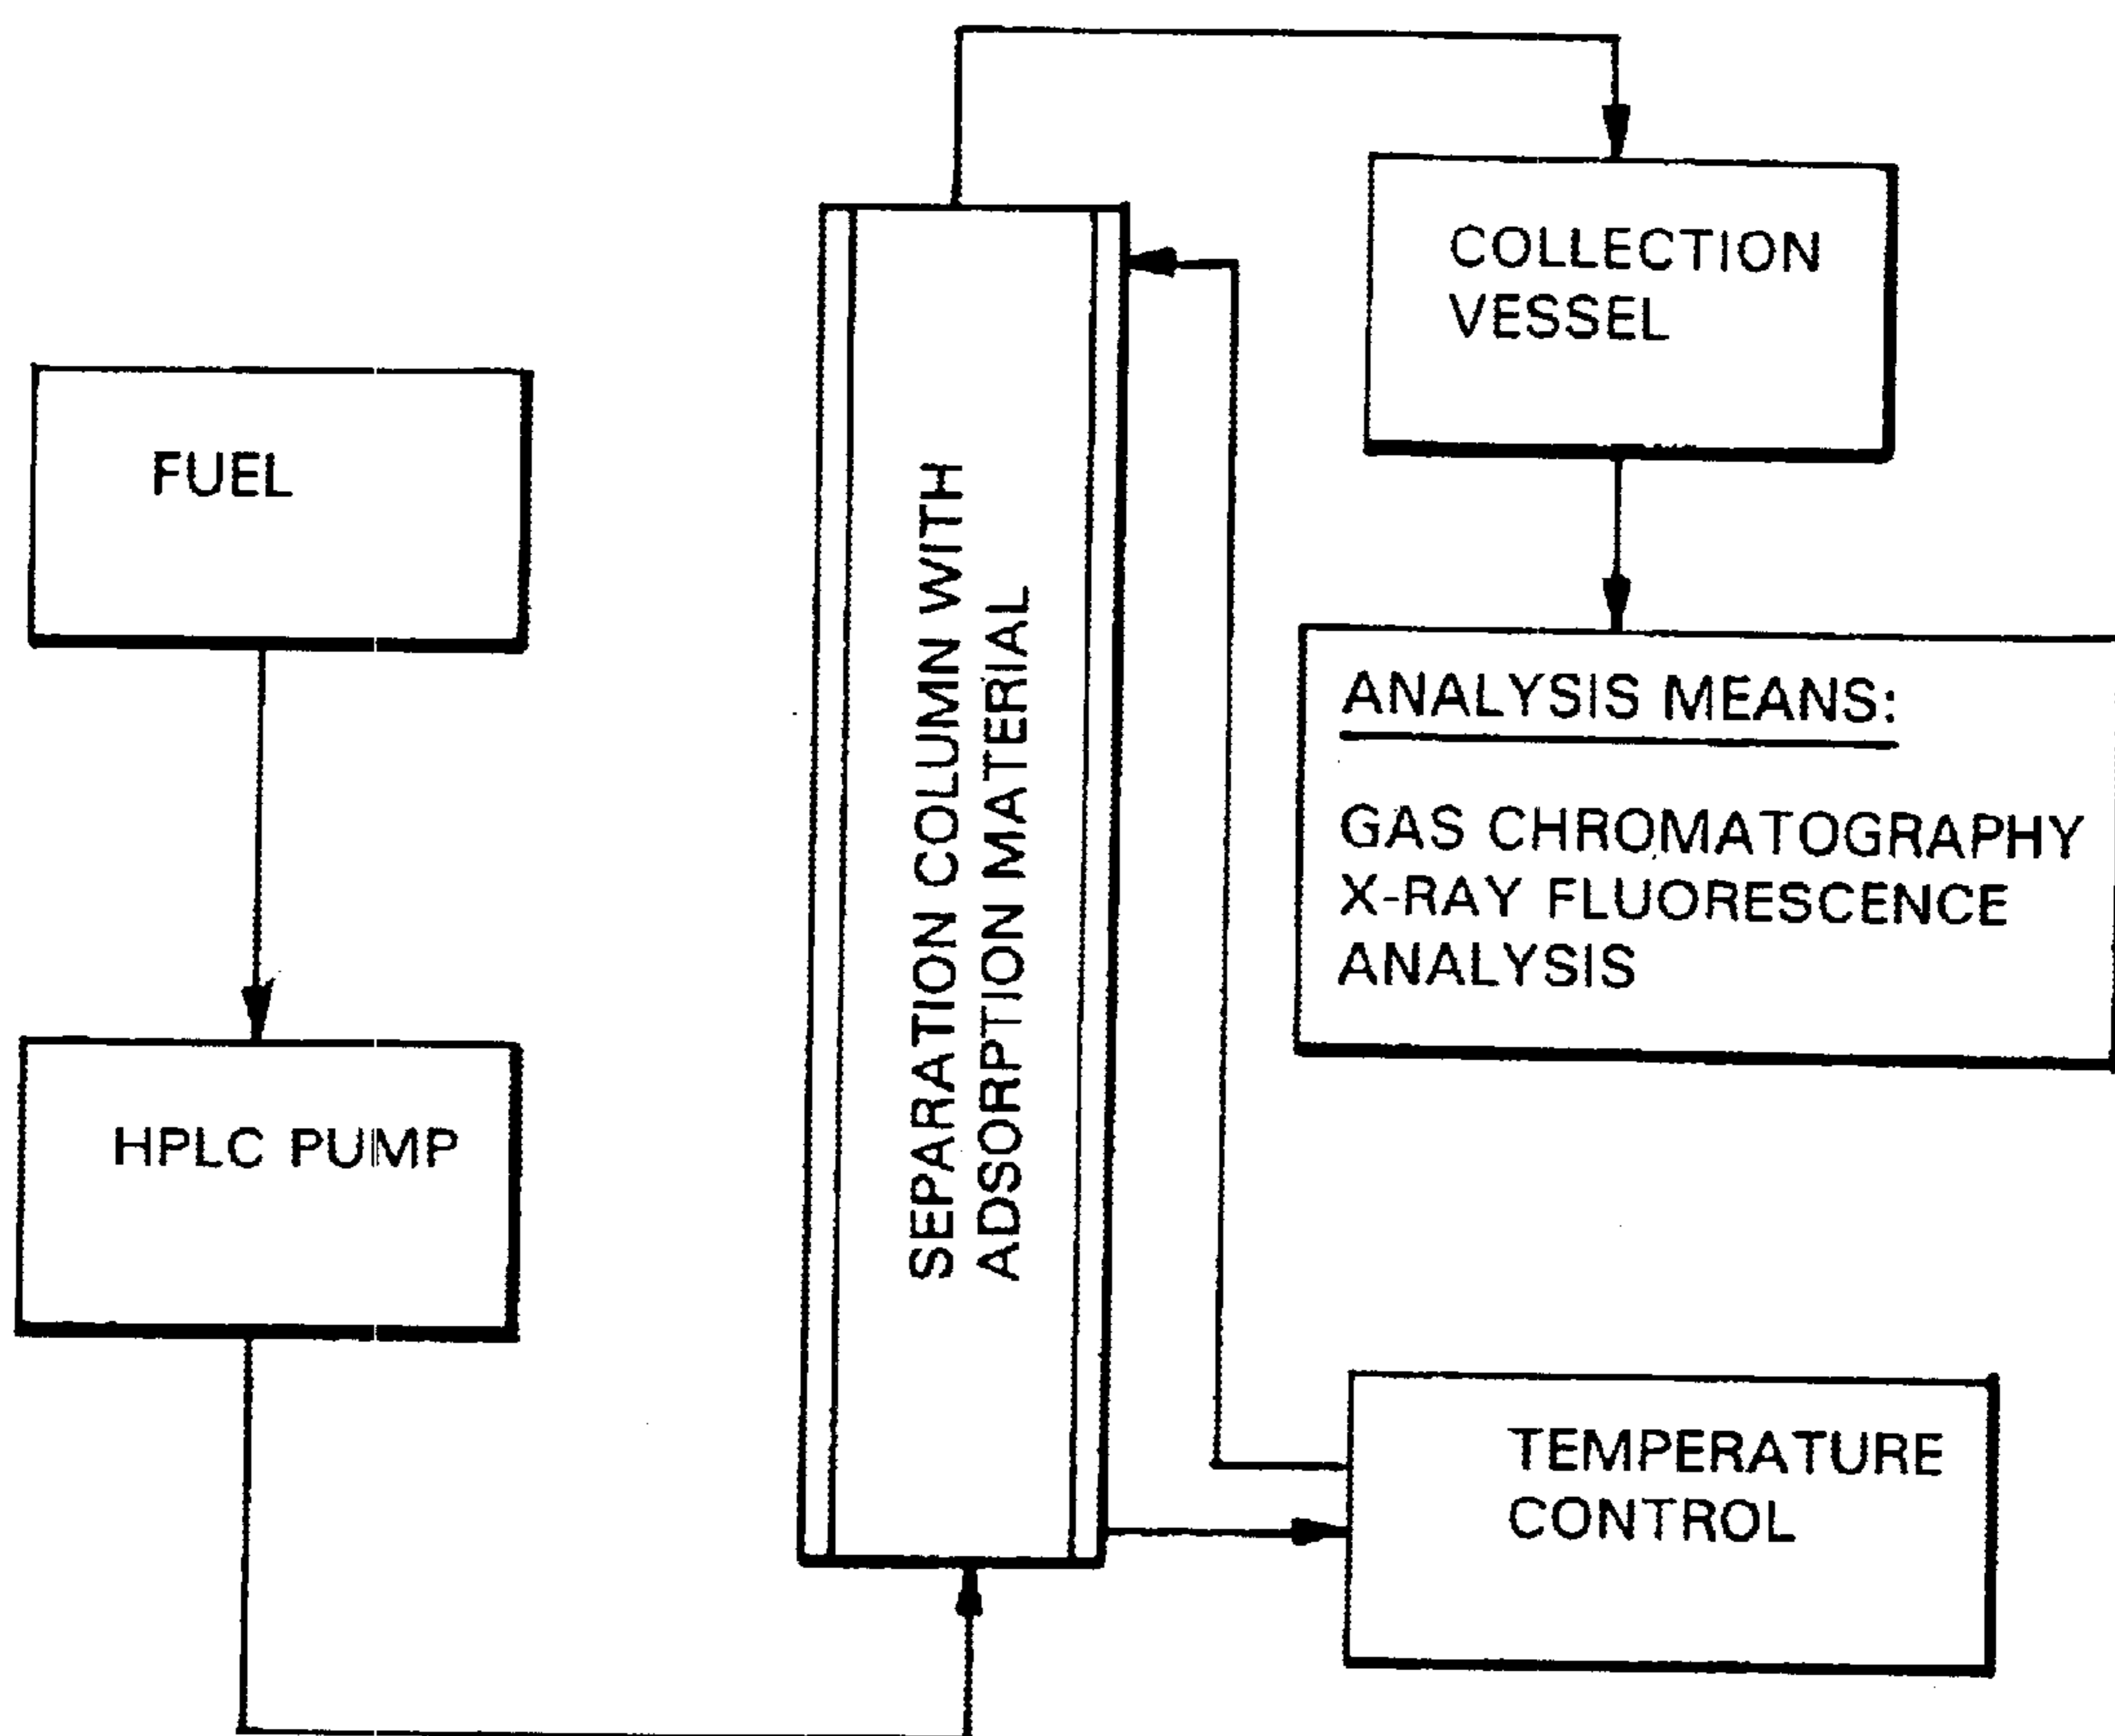 FUEL
HPLC PUMP
SEPARATION COLUMN WITH
ADSORPTION MATERIAL
COLLECTION
VESSEL
ANALYSIS MEANS:
GAS CHROMATOGRAPHY
X-RAY FLUORESCENCE
ANALYSIS
TEMPERATURE
CONTROL